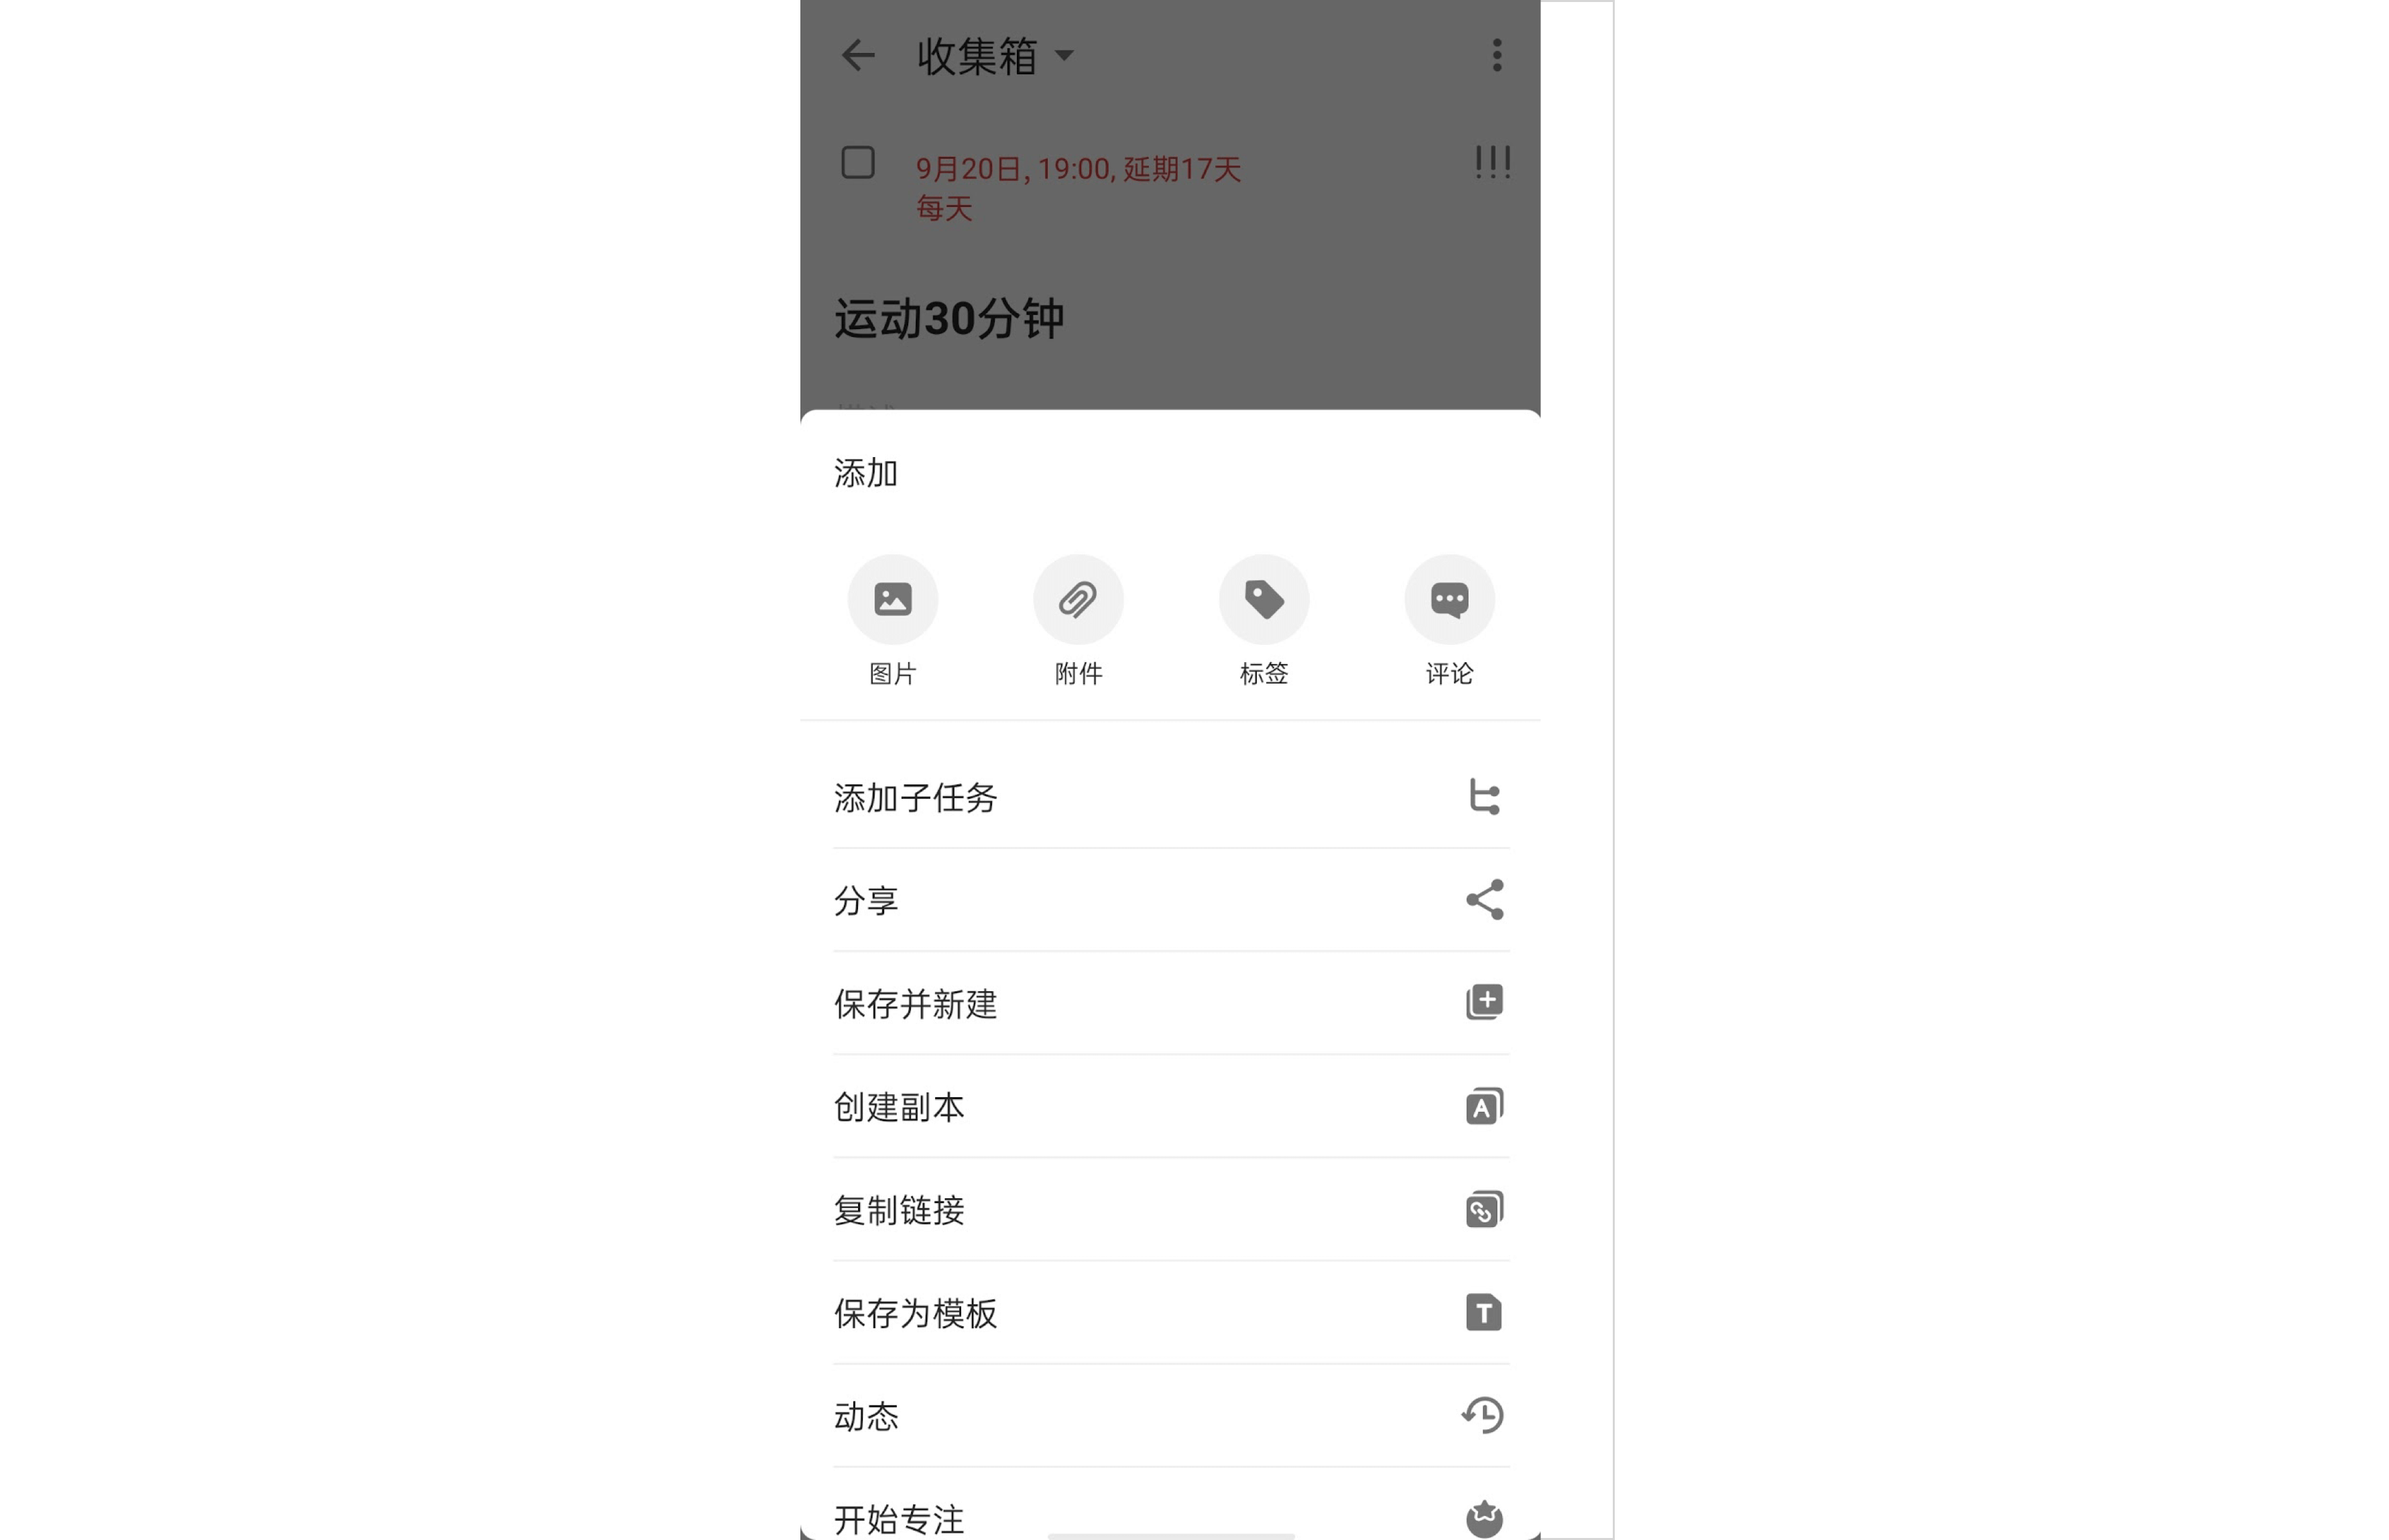 收集箱
9月20日, 19:00, 延期17天
每天
!!!
运动30分钟
添加
图片 附件 标签 评论
添加子任务
分享
保存并新建
创建副本
复制链接
保存为模板
动态
开始专注